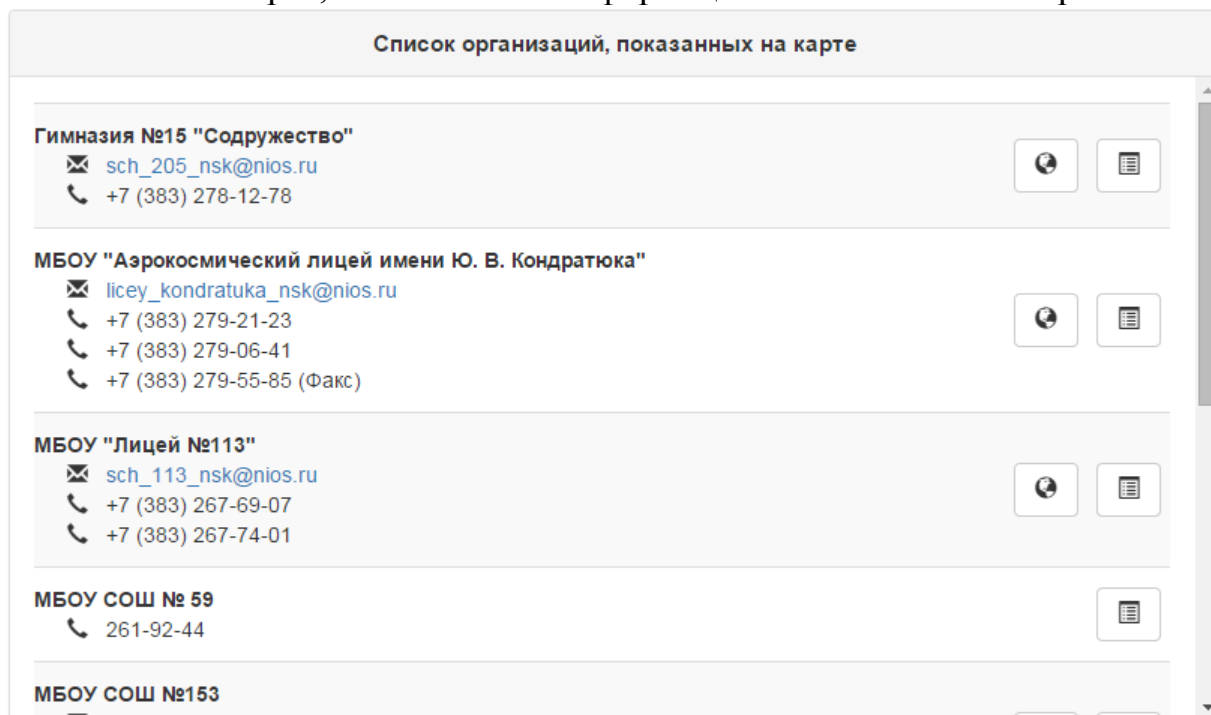 Список организаций, показанных на карте
Гимназия №15 "Содружество"
sch_205_nsk@nios.ru
+7 (383) 278-12-78
МБОУ "Аэрокосмический лицей имени Ю. В. Кондратюка"
licey_kondratuka_nsk@nios.ru
+7 (383) 279-21-23
+7 (383) 279-06-41
+7 (383) 279-55-85 (Факс)
МБОУ "Лицей №113"
sch_113_nsk@nios.ru
+7 (383) 267-69-07
+7 (383) 267-74-01
МБОУ СОШ № 59
261-92-44
МБОУ СОШ №153